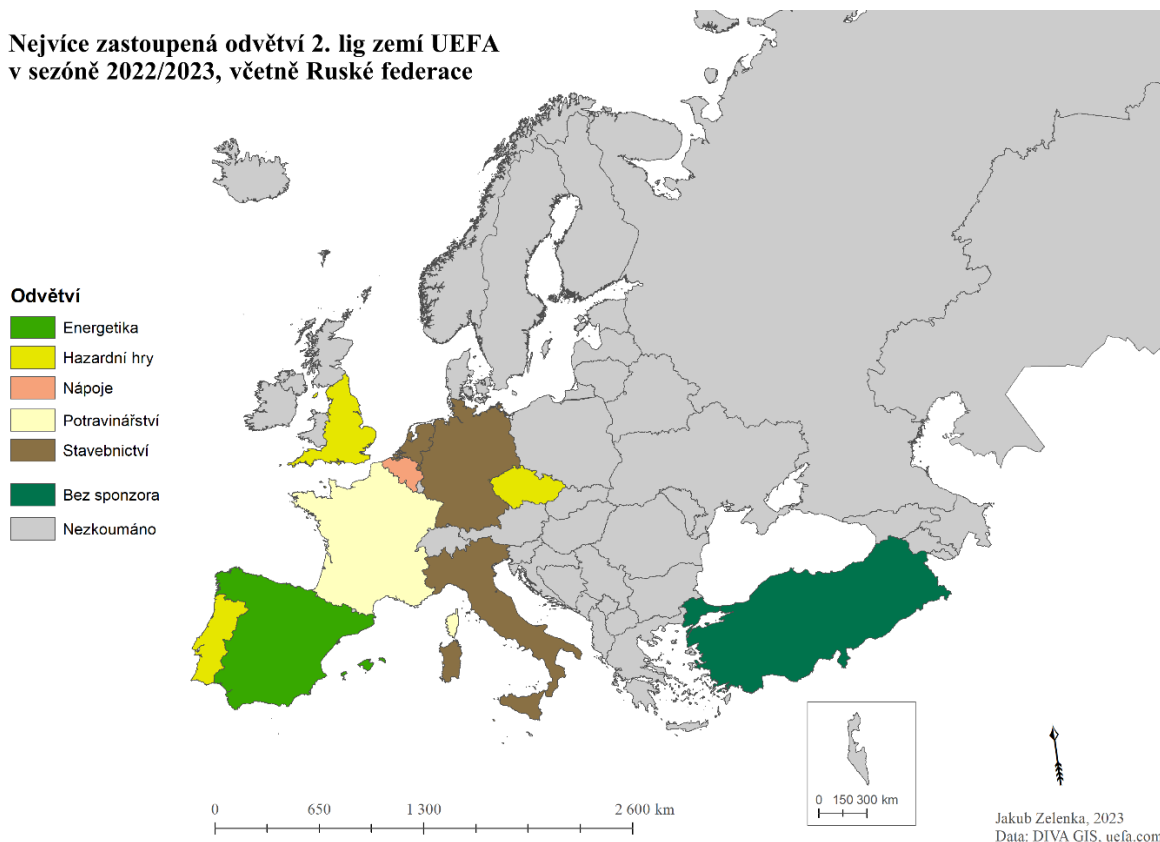 Nejvíce zastoupená odvětví 2. lig zemí UEFA
v sezóně 2022/2023, včetně Ruské federace
Odvětví
Energetika
Hazardní hry
Nápoje
Potravinářství
Stavebnictví
Bez sponzora
Nezkoumáno
0 650 1 300 2 600 km
0 150 300 km
Jakub Zelenka, 2023
Data: DIVA GIS, uefa.com